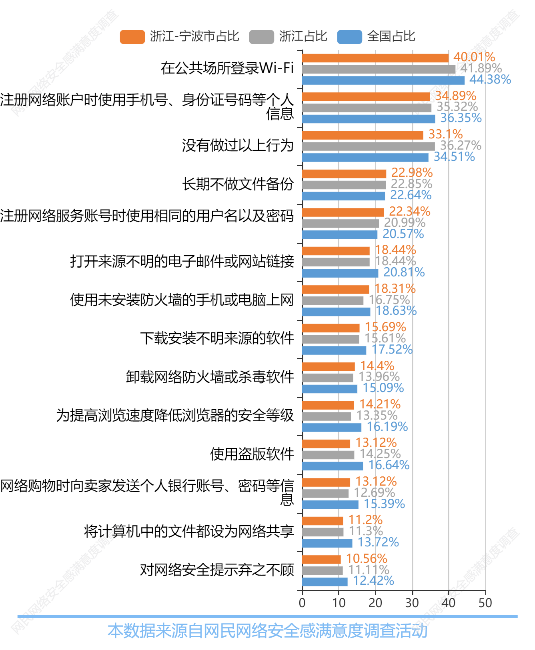 浙江-宁波市占比 浙江占比 全国占比
在公共场所登录Wi-Fi
40.01%
41.89%
44.38%
注册网络账户时使用手机号、身份证号码等个人
信息
34.89%
35.32%
36.35%
没有做过以上行为
33.1%
36.27%
34.51%
长期不做文件备份
22.98%
22.85%
22.64%
注册网络服务账号时使用相同的用户名以及密码
22.34%
20.99%
20.57%
打开来源不明的电子邮件或网站链接
18.44%
18.44%
20.81%
使用未安装防火墙的手机或电脑上网
18.31%
16.75%
18.63%
下载安装不明来源的软件
15.69%
15.61%
17.52%
卸载网络防火墙或杀毒软件
14.4%
13.96%
15.09%
为提高浏览速度降低浏览器的安全等级
14.21%
13.35%
16.19%
使用盗版软件
13.12%
14.25%
16.64%
网络购物时向卖家发送个人银行账号、密码等信
息
13.12%
12.69%
15.39%
将计算机中的文件都设为网络共享
11.2%
11.3%
13.72%
对网络安全提示弃之不顾
10.56%
11.11%
12.42%
0 10 20 30 40 50
本数据来源自网民网络安全感满意度调查活动